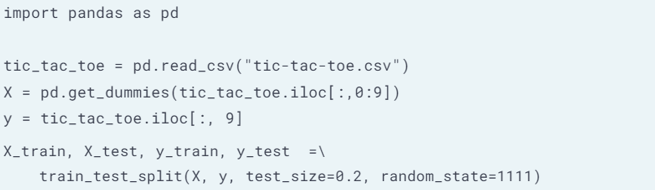 import pandas as pd
tic_tac_toe = pd.read_csv("tic-tac-toe.csv")
X = pd.get_dummies(tic_tac_toe.iloc[:,0:9])
y = tic_tac_toe.iloc[:, 9]
X_train, X_test, y_train, y_test  =\
    train_test_split(X, y, test_size=0.2, random_state=1111)